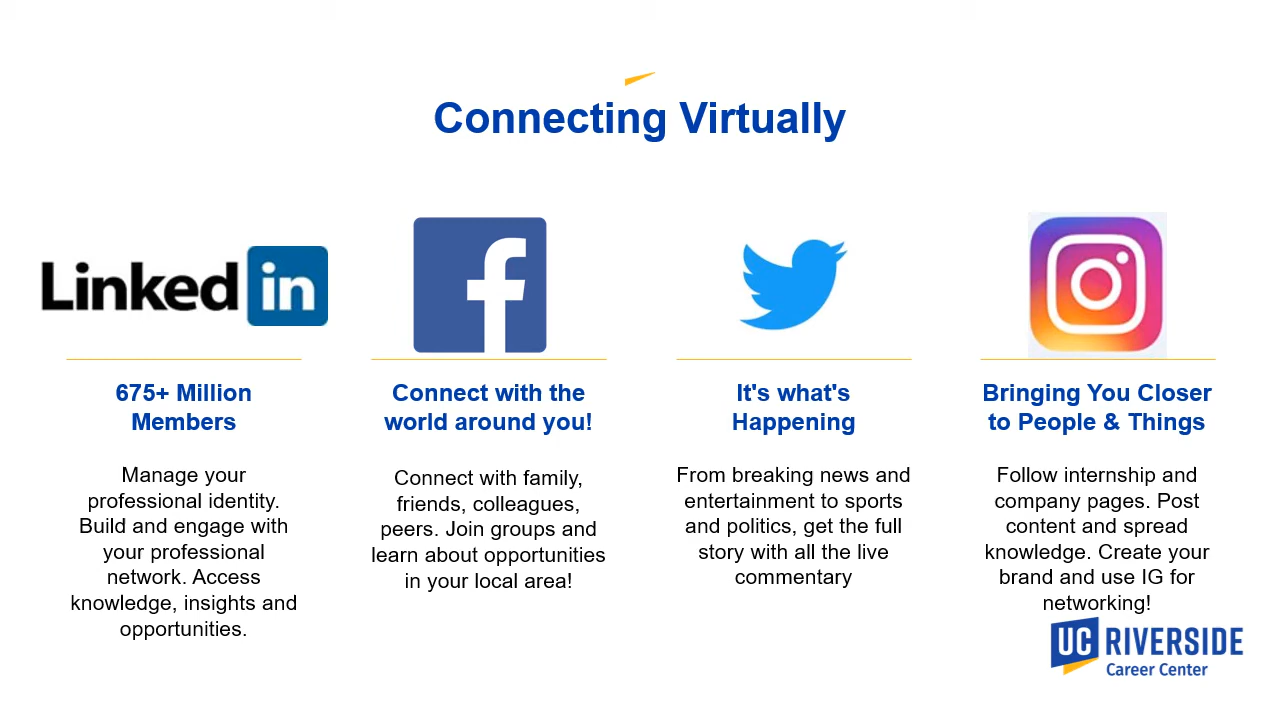 Connecting Virtually
Linked in
f
675+ Million
Members
Manage your
professional identity.
Build and engage with
your professional
network. Access
knowledge, insights and
opportunities.
Connect with the
world around you!
Connect with family,
friends, colleagues,
peers. Join groups and
learn about opportunities
in your local area!
It's what's
Happening
From breaking news and
entertainment to sports
and politics, get the full
story with all the live
commentary
Bringing You Closer
to People & Things
Follow internship and
company pages. Post
content and spread
knowledge. Create your
brand and use IG for
networking!
UC RIVERSIDE
Career Center